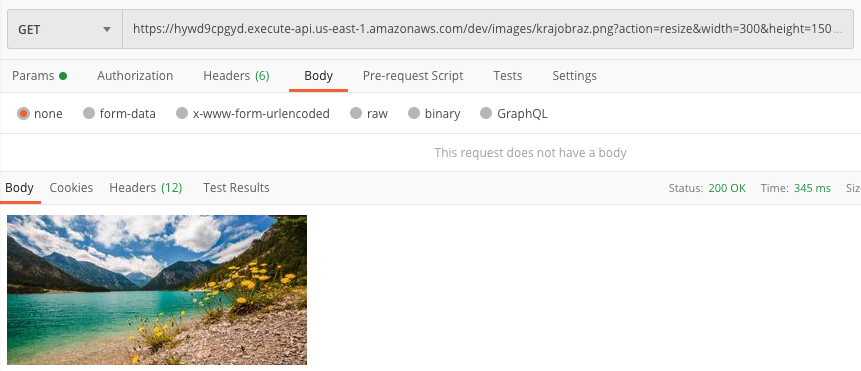 GET https://hywd9cpgyd.execute-api.us-east-1.amazonaws.com/dev/images/krajobraz.png?action=resize&width=300&height=150...
Params Authorization Headers (6) Body Pre-request Script Tests Settings
none form-data x-www-form-urlencoded raw binary GraphQL
This request does not have a body
Body Cookies Headers (12) Test Results Status: 200 OK Time: 345 ms Siz